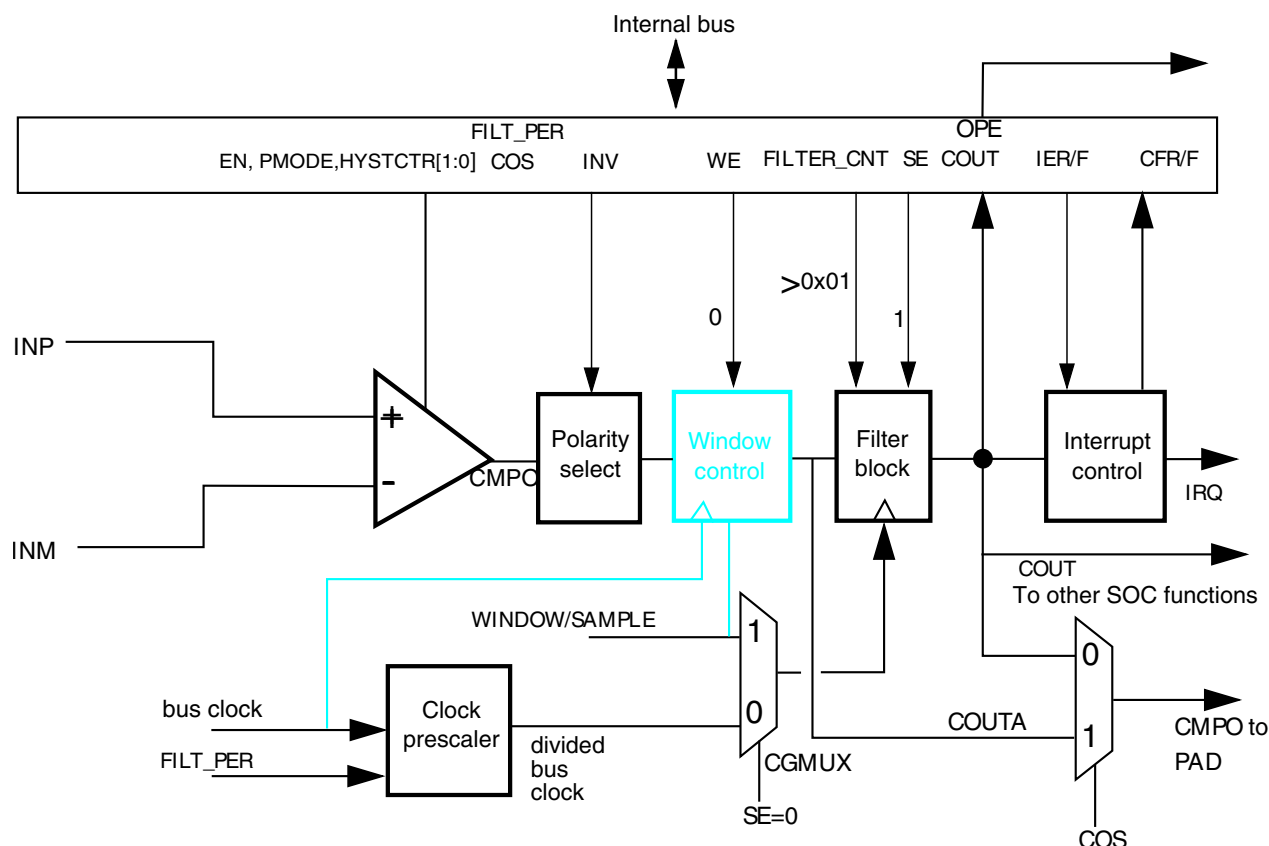 Internal bus
FILT_PER
OPE
EN, PMODE,HYSTCTR[1:0] COS INV WE FILTER_CNT SE COUT IER/F CFR/F
>0x01
0
1
INP
+
-
CMPO
Polarity
select
Window
control
Filter
block
Interrupt
control
IRQ
INM
COUT
To other SOC functions
WINDOW/SAMPLE
1
0
0
1
bus clock
FILT_PER
Clock
prescaler
divided
bus
clock
CGMUX
SE=0
COUTA
CMPO to
PAD
COS